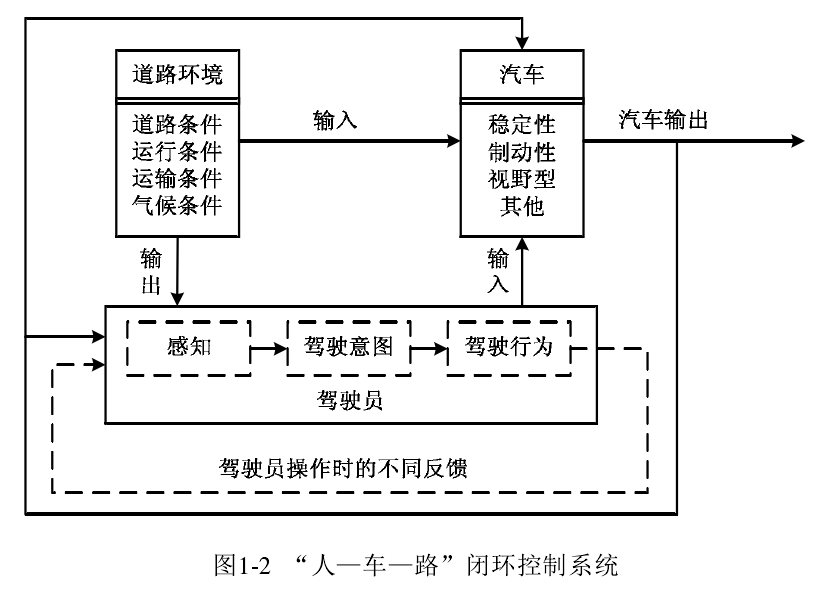 道路环境
道路条件
运行条件
运输条件
气候条件
输入
汽车
稳定性
制动性
视野型
其他
汽车输出
输出
输入
感知
驾驶意图
驾驶行为
驾驶员
驾驶员操作时的不同反馈
图1-2 “人—车—路”闭环控制系统